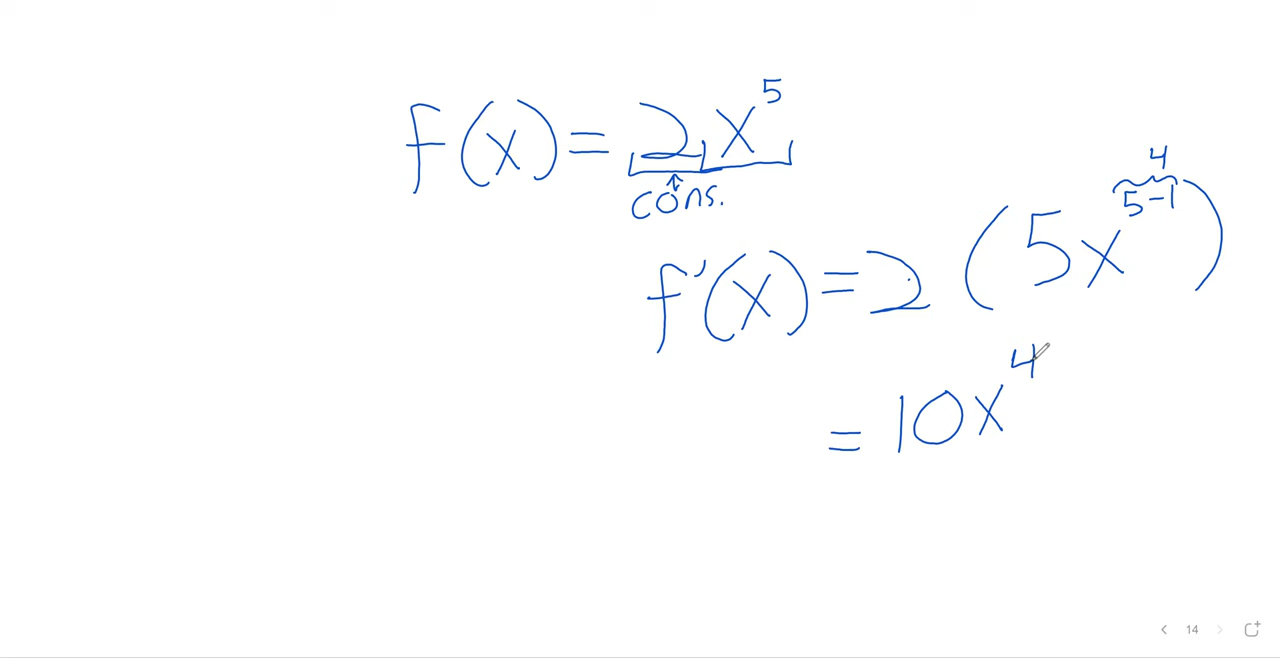 f(x) = 2x^5
cons.
4
f'(x) = 2 (5x^{5-1})
= 10x^4
14